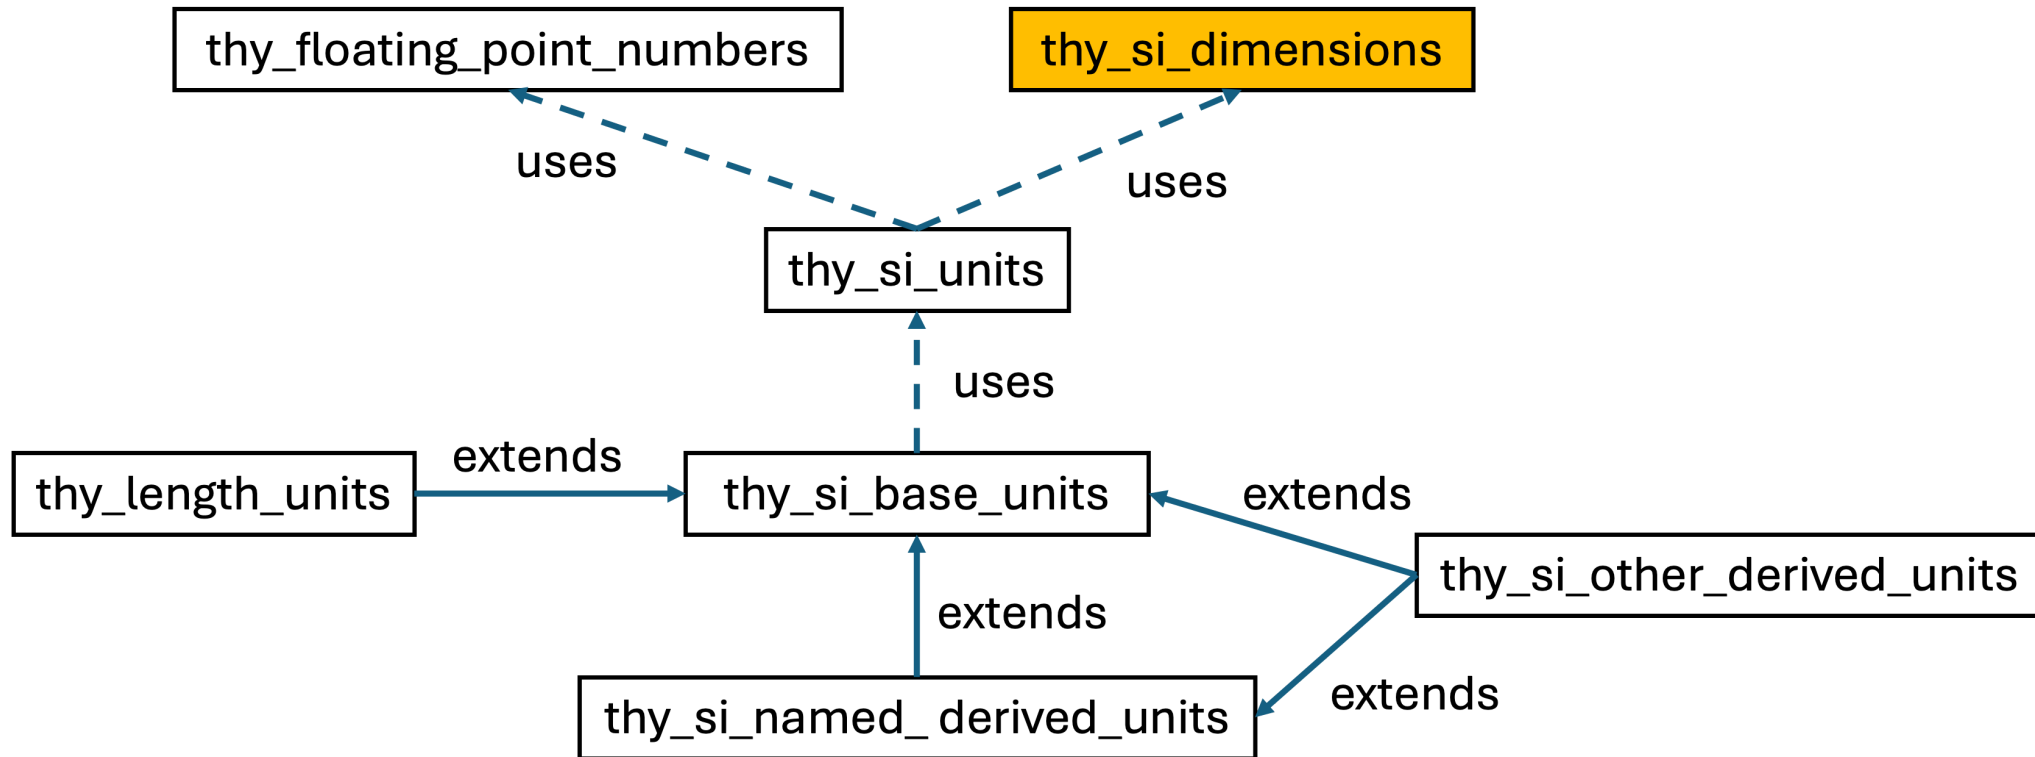 thy_floating_point_numbers
thy_si_dimensions
uses
uses
thy_si_units
uses
extends
thy_length_units
thy_si_base_units
extends
thy_si_other_derived_units
extends
extends
thy_si_named_ derived_units